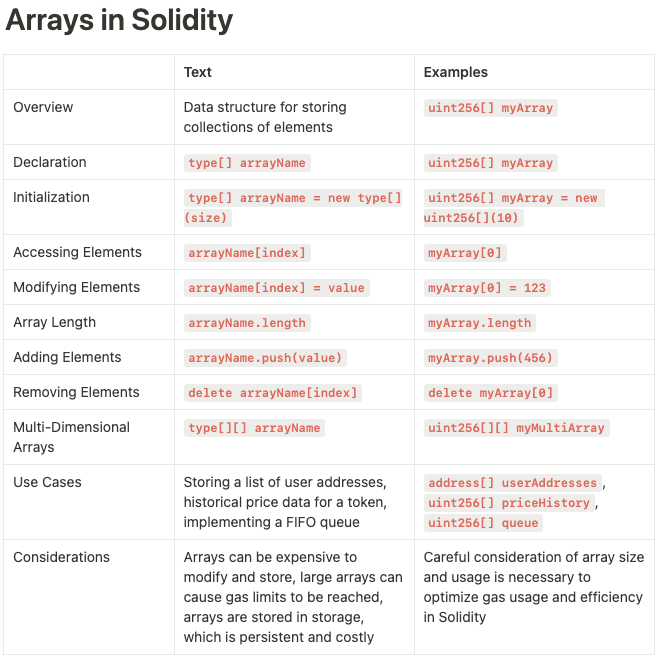 Arrays in Solidity
Text
Examples
Overview
Data structure for storing
collections of elements
uint256[] myArray
Declaration
type[] arrayName
uint256[] myArray
Initialization
type[] arrayName = new type[]
(size)
uint256[] myArray = new
uint256[](10)
Accessing Elements
arrayName[index]
myArray[0]
Modifying Elements
arrayName[index] = value
myArray[0] = 123
Array Length
arrayName.length
myArray.length
Adding Elements
arrayName.push(value)
myArray.push(456)
Removing Elements
delete arrayName[index]
delete myArray[0]
Multi-Dimensional
Arrays
type[][] arrayName
uint256[][] myMultiArray
Use Cases
Storing a list of user addresses,
historical price data for a token,
implementing a FIFO queue
address[] userAddresses,
uint256[] priceHistory,
uint256[] queue
Considerations
Arrays can be expensive to
modify and store, large arrays can
cause gas limits to be reached,
arrays are stored in storage,
which is persistent and costly
Careful consideration of array size
and usage is necessary to
optimize gas usage and efficiency
in Solidity